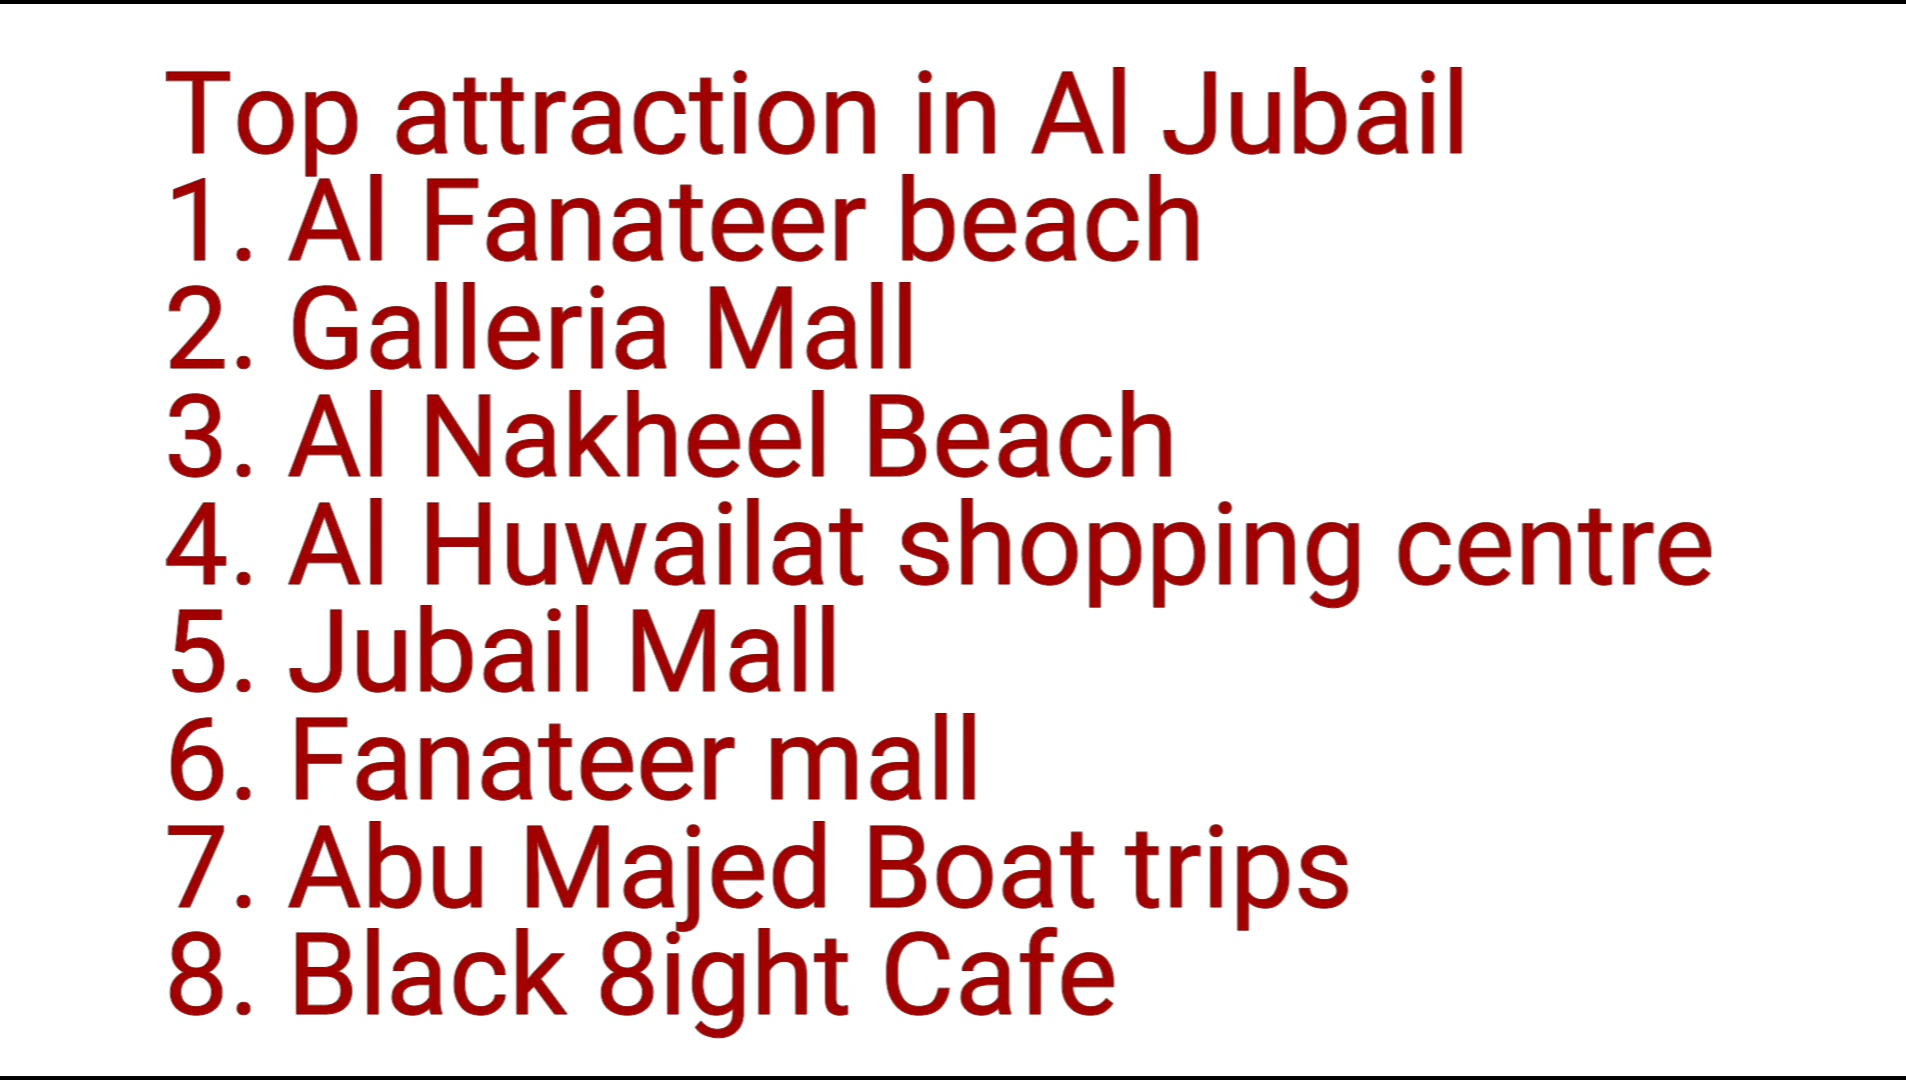 Top attraction in Al Jubail
1. Al Fanateer beach
2. Galleria Mall
3. Al Nakheel Beach
4. Al Huwailat shopping centre
5. Jubail Mall
6. Fanateer mall
7. Abu Majed Boat trips
8. Black 8ight Cafe